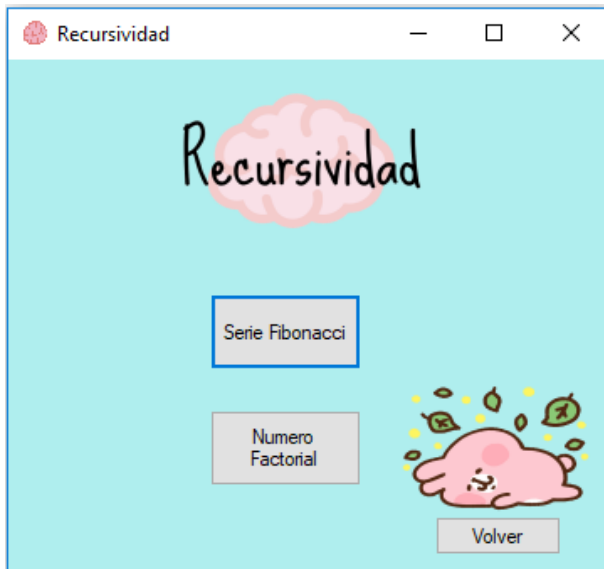 Recursividad
Recursividad
Serie Fibonacci
Numero
Factorial
Volver